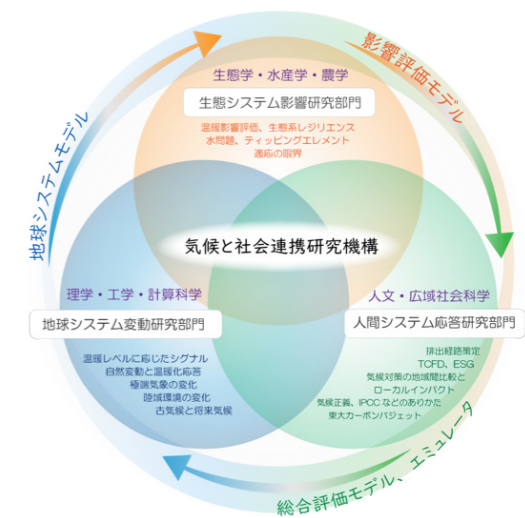 影響評価モデル
生態学・水産学・農学
生態システム影響研究部門
温暖影響評価、生態系レジリエンス
水問題、ティッピングエレメント
適応の限界
地球システムモデル
気候と社会連携研究機構
理学・工学・計算科学
地球システム変動研究部門
温暖レベルに応じたシグナル
自然変動と温暖化応答
極端気象の変化
陸域環境の変化
古気候と将来気候
人文・広域社会科学
人間システム応答研究部門
排出経路策定
TCFD、ESG
気候対策の地域間比較と
ローカルインパクト
気候正義、IPCCなどのありかた
東大カーボンバジェット
総合評価モデル、エミュレータ